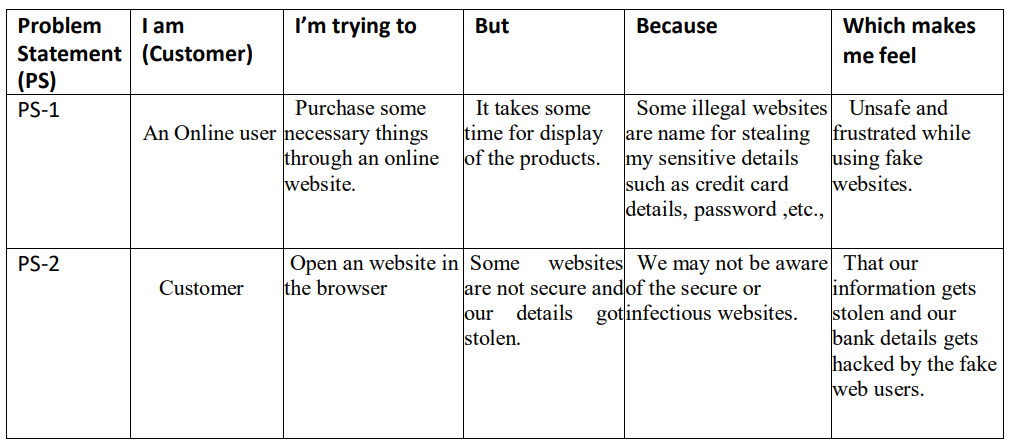 Problem Statement (PS)
I am (Customer)
I'm trying to
But
Because
Which makes me feel
PS-1
An Online user
Purchase some
necessary things
through an online
website.
It takes some
time for display
of the products.
Some illegal websites
are name for stealing
my sensitive details
such as credit card
details, password ,etc.,
Unsafe and
frustrated while
using fake
websites.
PS-2
Customer
Open an website in
the browser
Some websites
are not secure and
our details got
stolen.
We may not be aware
of the secure or
infectious websites.
That our
information gets
stolen and our
bank details gets
hacked by the fake
web users.